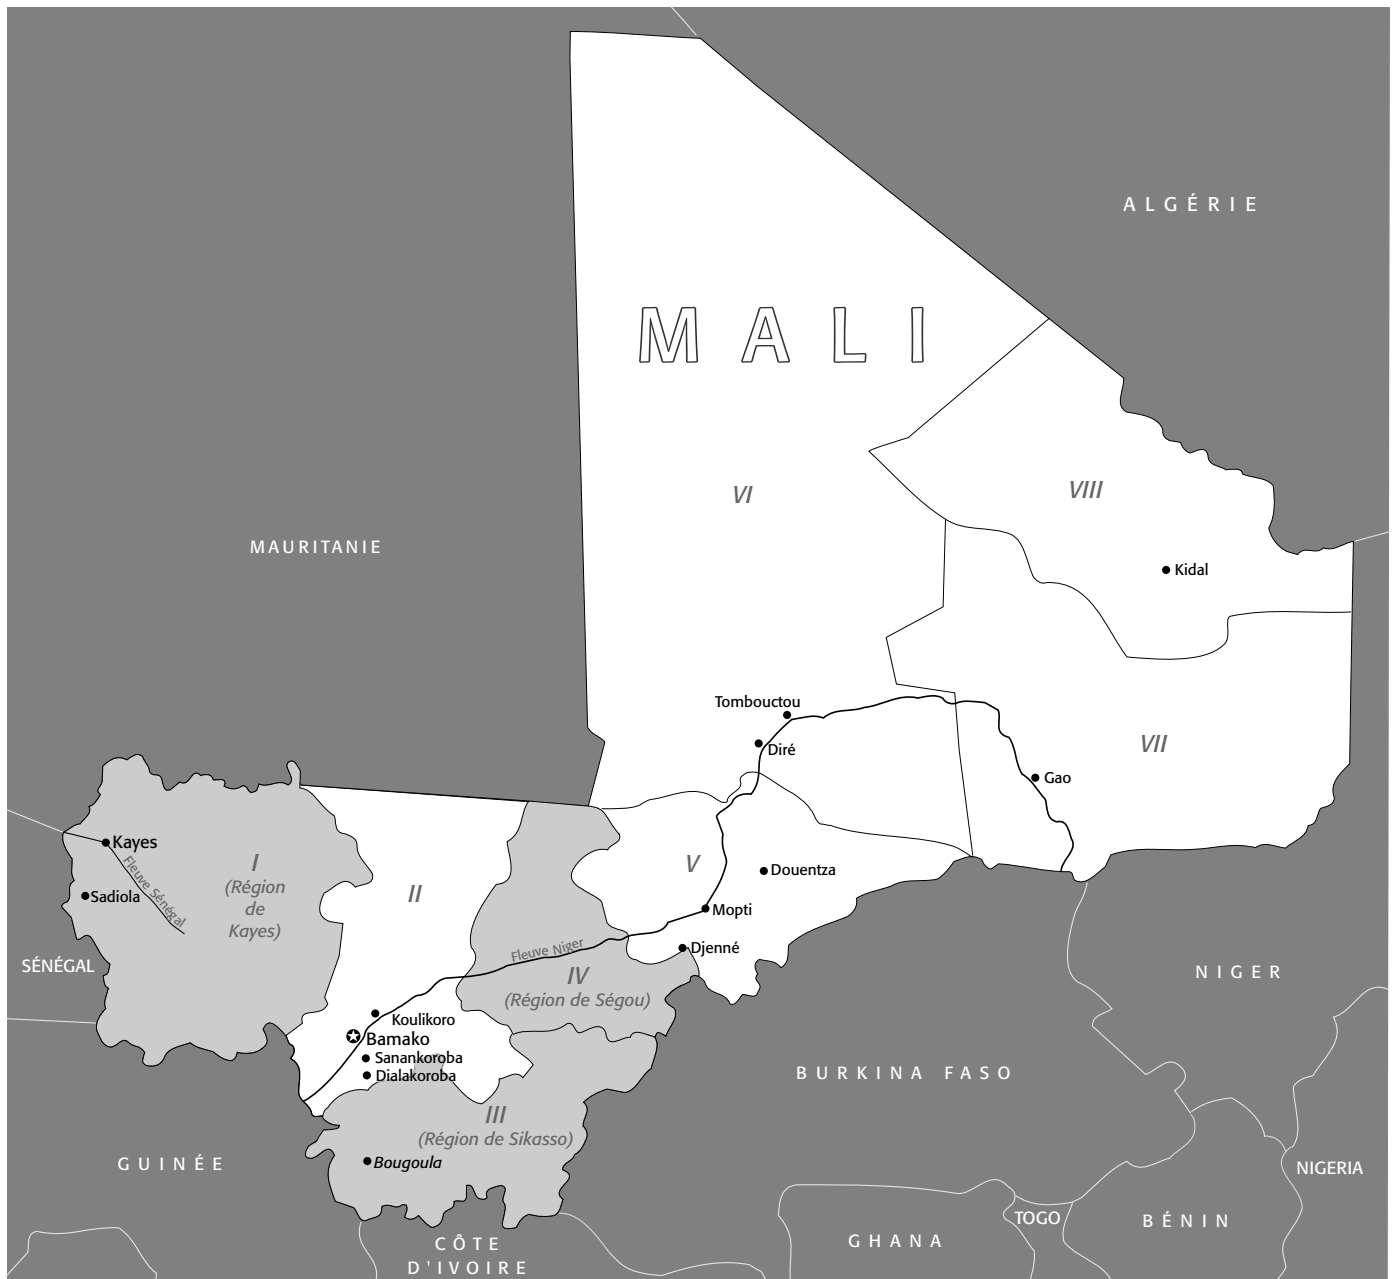 ALGÉRIE
MALI
VI
VIII
MAURITANIE
Kidal
Tombouctou
Diré
VII
Gao
Kayes
Fleuve Sénégal
I
(Région
de
Kayes)
Sadiola
II
V
Douentza
Mopti
Djenné
Fleuve Niger
IV
(Région de Ségou)
SÉNÉGAL
NIGER
Koulikoro
Bamako
Sanankoroba
Dialakoroba
BURKINA FASO
III
(Région de Sikasso)
Bougoula
GUINÉE
NIGERIA
TOGO
BÉNIN
GHANA
CÔTE
D'IVOIRE